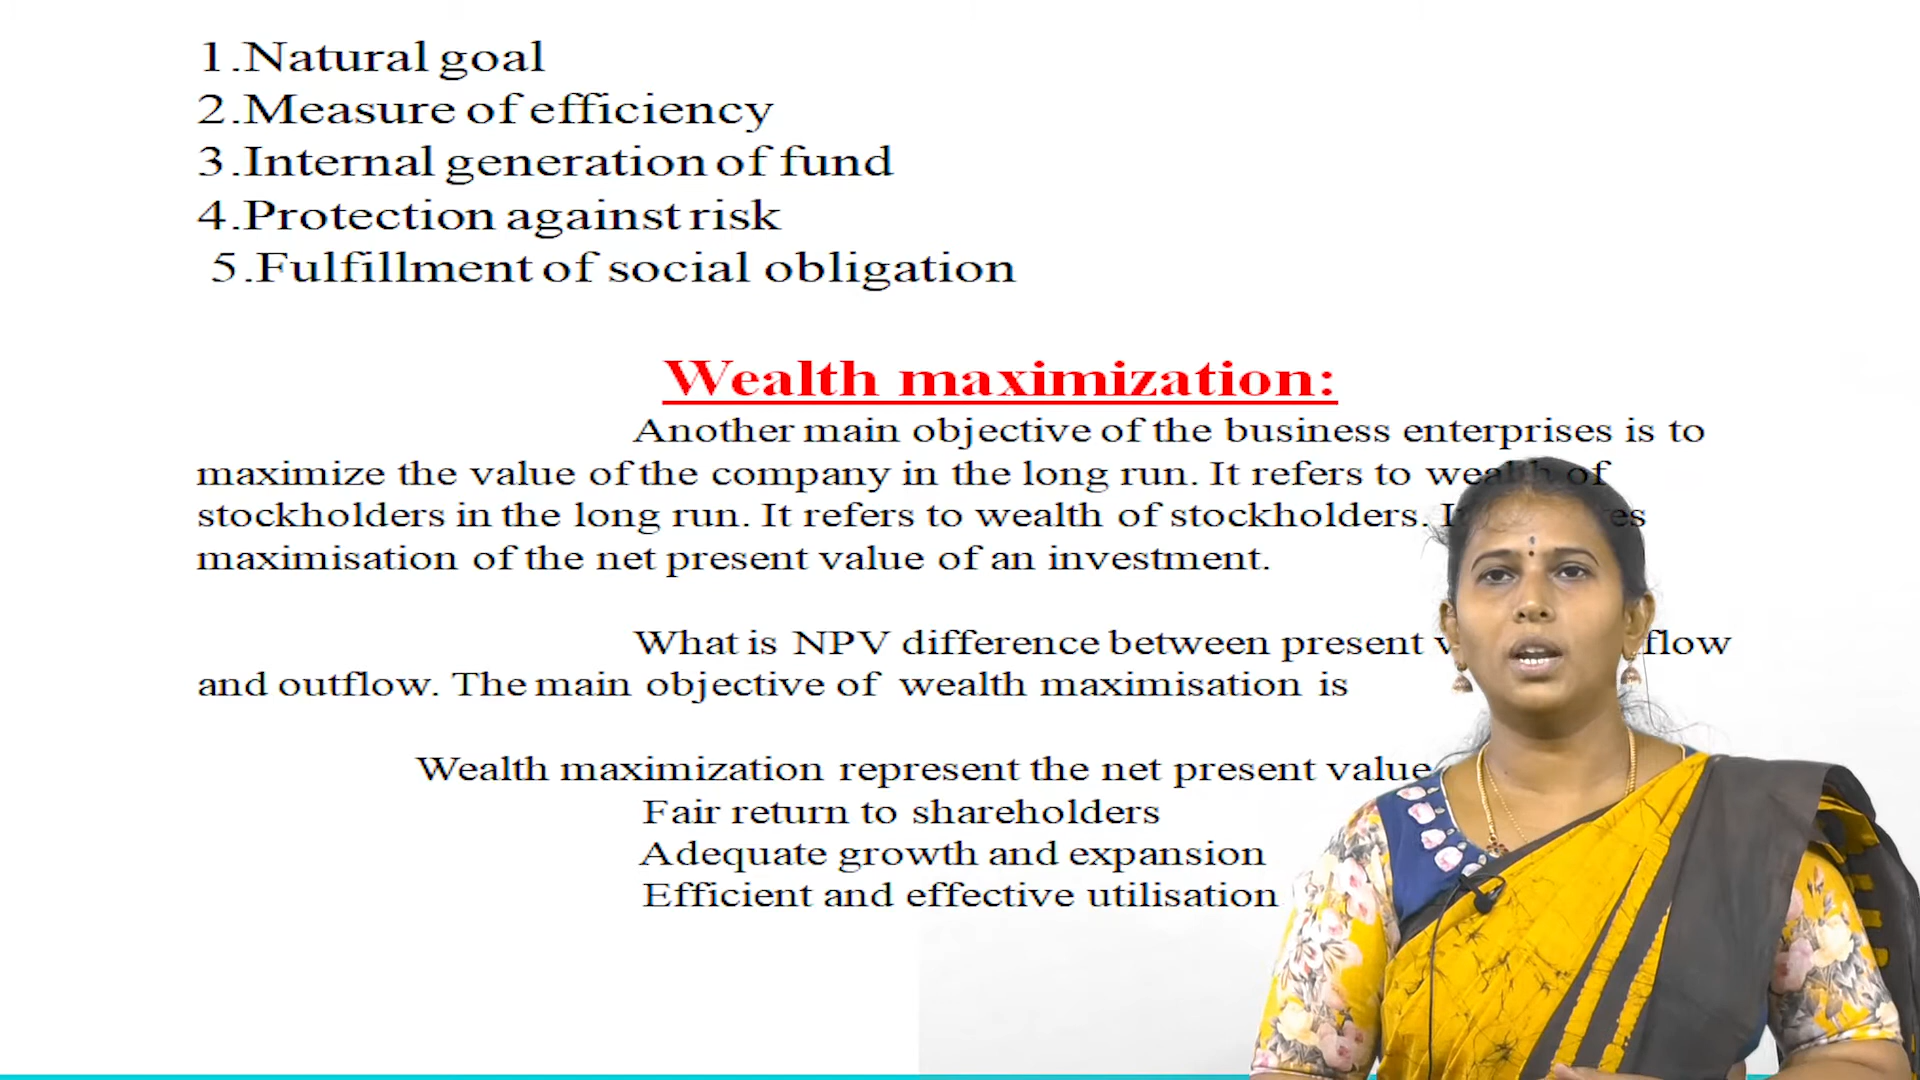 1.Natural goal
2.Measure of efficiency
3.Internal generation of fund
4.Protection against risk
5.Fulfillment of social obligation
Wealth maximization:
Another main objective of the business enterprises is to
maximize the value of the company in the long run. It refers to wealth of
stockholders in the long run. It refers to wealth of stockholders.
maximisation of the net present value of an investment.
What is NPV difference between present
and outflow. The main objective of wealth maximisation is
Wealth maximization represent the net present value
Fair return to shareholders
Adequate growth and expansion
Efficient and effective utilisation